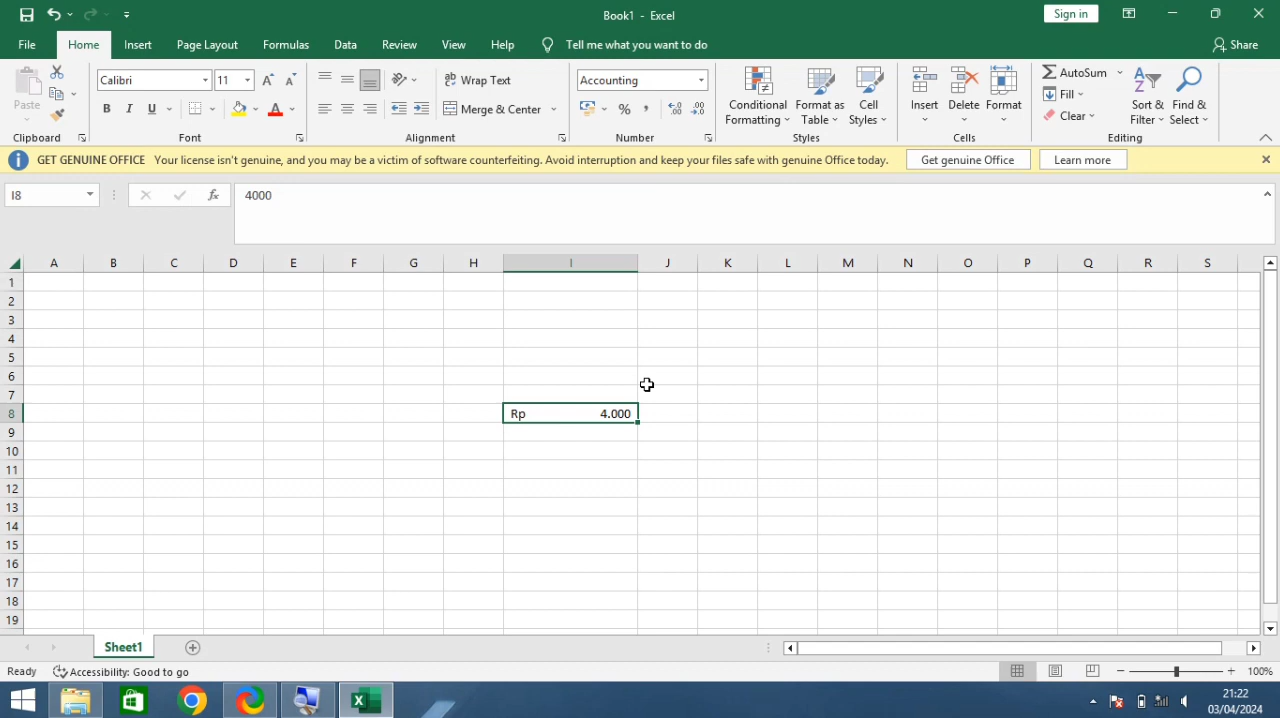 Book1 - Excel
Sign in
File Home Insert Page Layout Formulas Data Review View Help Tell me what you want to do Share
Paste
Clipboard
Calibri 11
B I U
Font
Wrap Text
Merge & Center
Alignment
Accounting
%
Number
Conditional Formatting
Format as Table
Cell Styles
Styles
Insert Delete Format
Cells
AutoSum
Fill
Clear
Sort & Filter
Find & Select
Editing
GET GENUINE OFFICE Your license isn't genuine, and you may be a victim of software counterfeiting. Avoid interruption and keep your files safe with genuine Office today. Get genuine Office Learn more
I8 fx 4000
A B C D E F G H I J K L M N O P Q R S
1
2
3
4
5
6
7
8 Rp 4.000
9
10
11
12
13
14
15
16
17
18
19
Sheet1
Ready Accessibility: Good to go 100%
21:22
03/04/2024